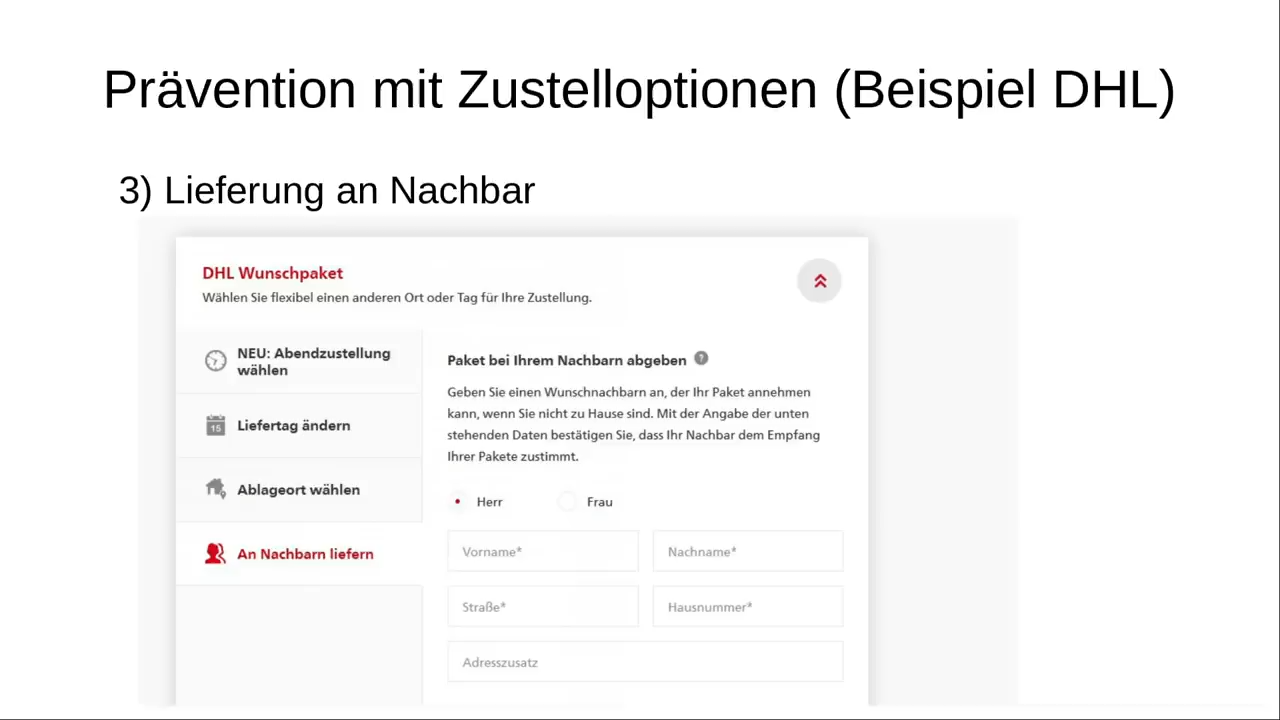 Prävention mit Zustelloptionen (Beispiel DHL)
3) Lieferung an Nachbar
DHL Wunschpaket
Wählen Sie flexibel einen anderen Ort oder Tag für Ihre Zustellung.
NEU: Abendzustellung
wählen
15
Liefertag ändern
Ablageort wählen
An Nachbarn liefern
Paket bei Ihrem Nachbarn abgeben ?
Geben Sie einen Wunschnachbarn an, der Ihr Paket annehmen
kann, wenn Sie nicht zu Hause sind. Mit der Angabe der unten
stehenden Daten bestätigen Sie, dass Ihr Nachbar dem Empfang
Ihrer Pakete zustimmt.
Herr Frau
Vorname* Nachname*
Straße* Hausnummer*
Adresszusatz